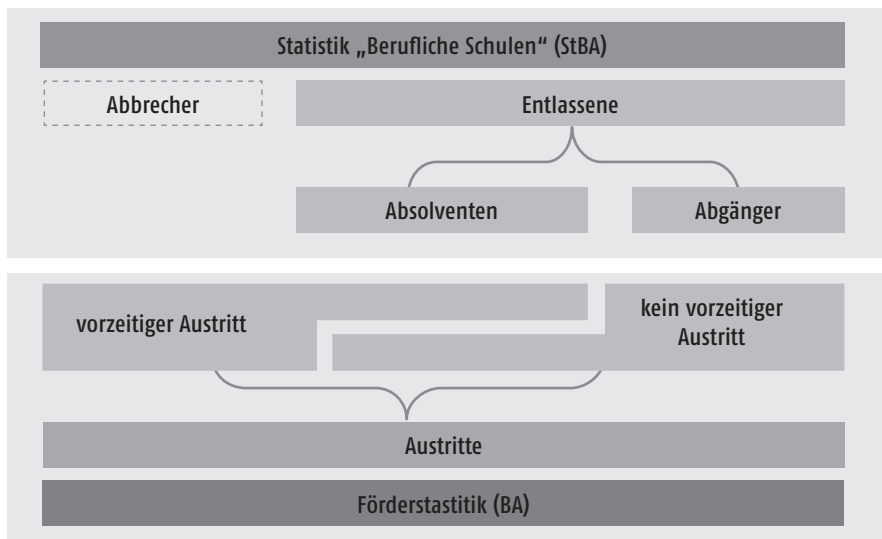 Statistik „Berufliche Schulen“ (StBA)
Abbrecher
Entlassene
Absolventen
Abgänger
vorzeitiger Austritt
kein vorzeitiger
Austritt
Austritte
Förderstastitik (BA)